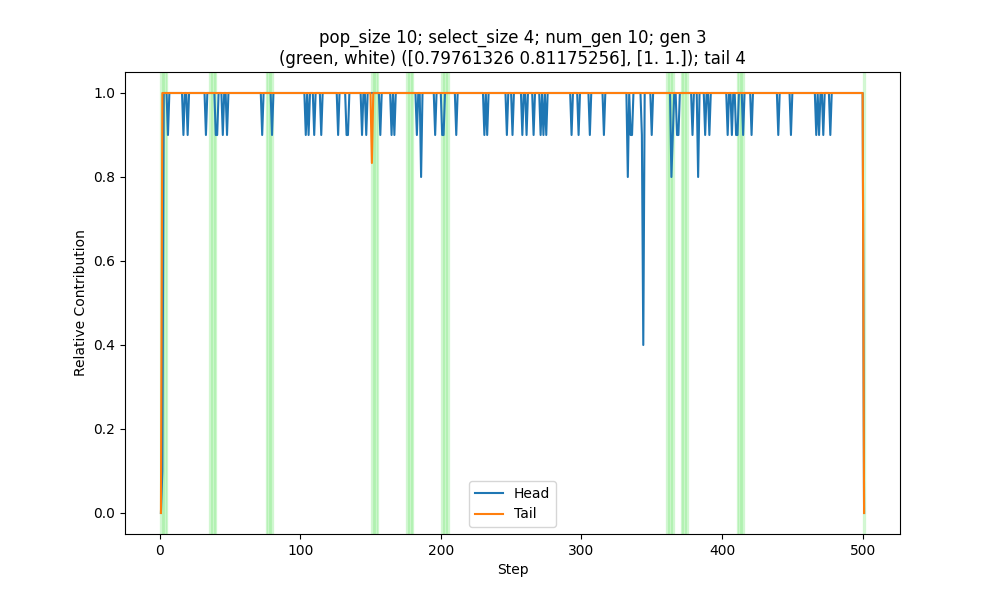 pop_size 10; select_size 4; num_gen 10; gen 3
(green, white) ([0.79761326 0.81175256], [1. 1.]); tail 4
Relative Contribution
1.0
0.8
0.6
0.4
0.2
0.0
Head
Tail
0
100
200
300
400
500
Step